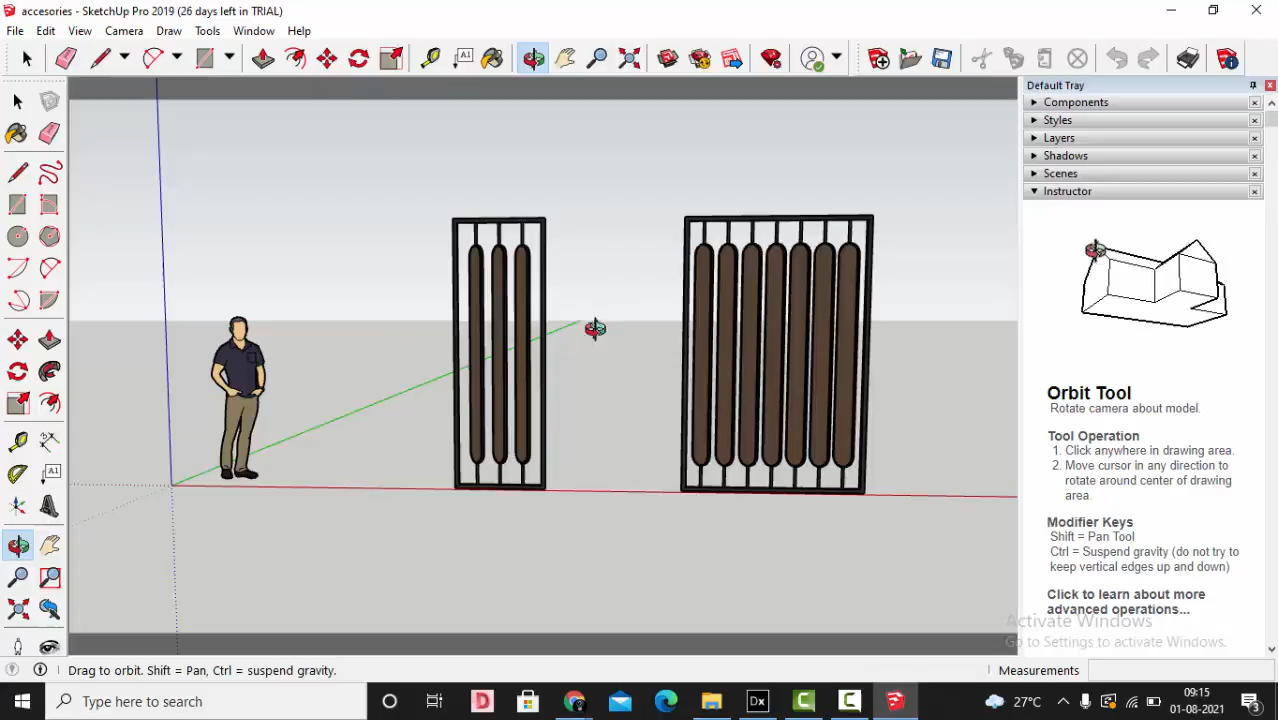 accesories - SketchUp Pro 2019 (26 days left in TRIAL)
File Edit View Camera Draw Tools Window Help
A1
Default Tray
Components
Styles
Layers
Shadows
Scenes
Instructor
Orbit Tool
Rotate camera about model.
Tool Operation
1. Click anywhere in drawing area.
2. Move cursor in any direction to
rotate around center of drawing
area.
Modifier Keys
Shift = Pan Tool
Ctrl = Suspend gravity (do not try to
keep vertical edges up and down)
Click to learn about more
advanced operations...
Activate Windows
Go to Settings to activate Windows.
A1
Drag to orbit. Shift = Pan, Ctrl = suspend gravity.
Measurements
Type here to search
D
Dx
C
C
27°C
09:15
01-08-2021
3